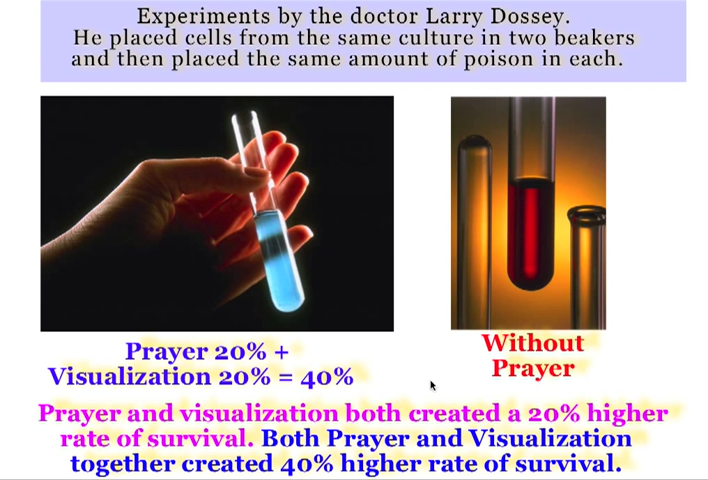 Experiments by the doctor Larry Dossey.
He placed cells from the same culture in two beakers
and then placed the same amount of poison in each.
Prayer 20% +
Visualization 20% = 40%
Without
Prayer
Prayer and visualization both created a 20% higher
rate of survival. Both Prayer and Visualization
together created 40% higher rate of survival.